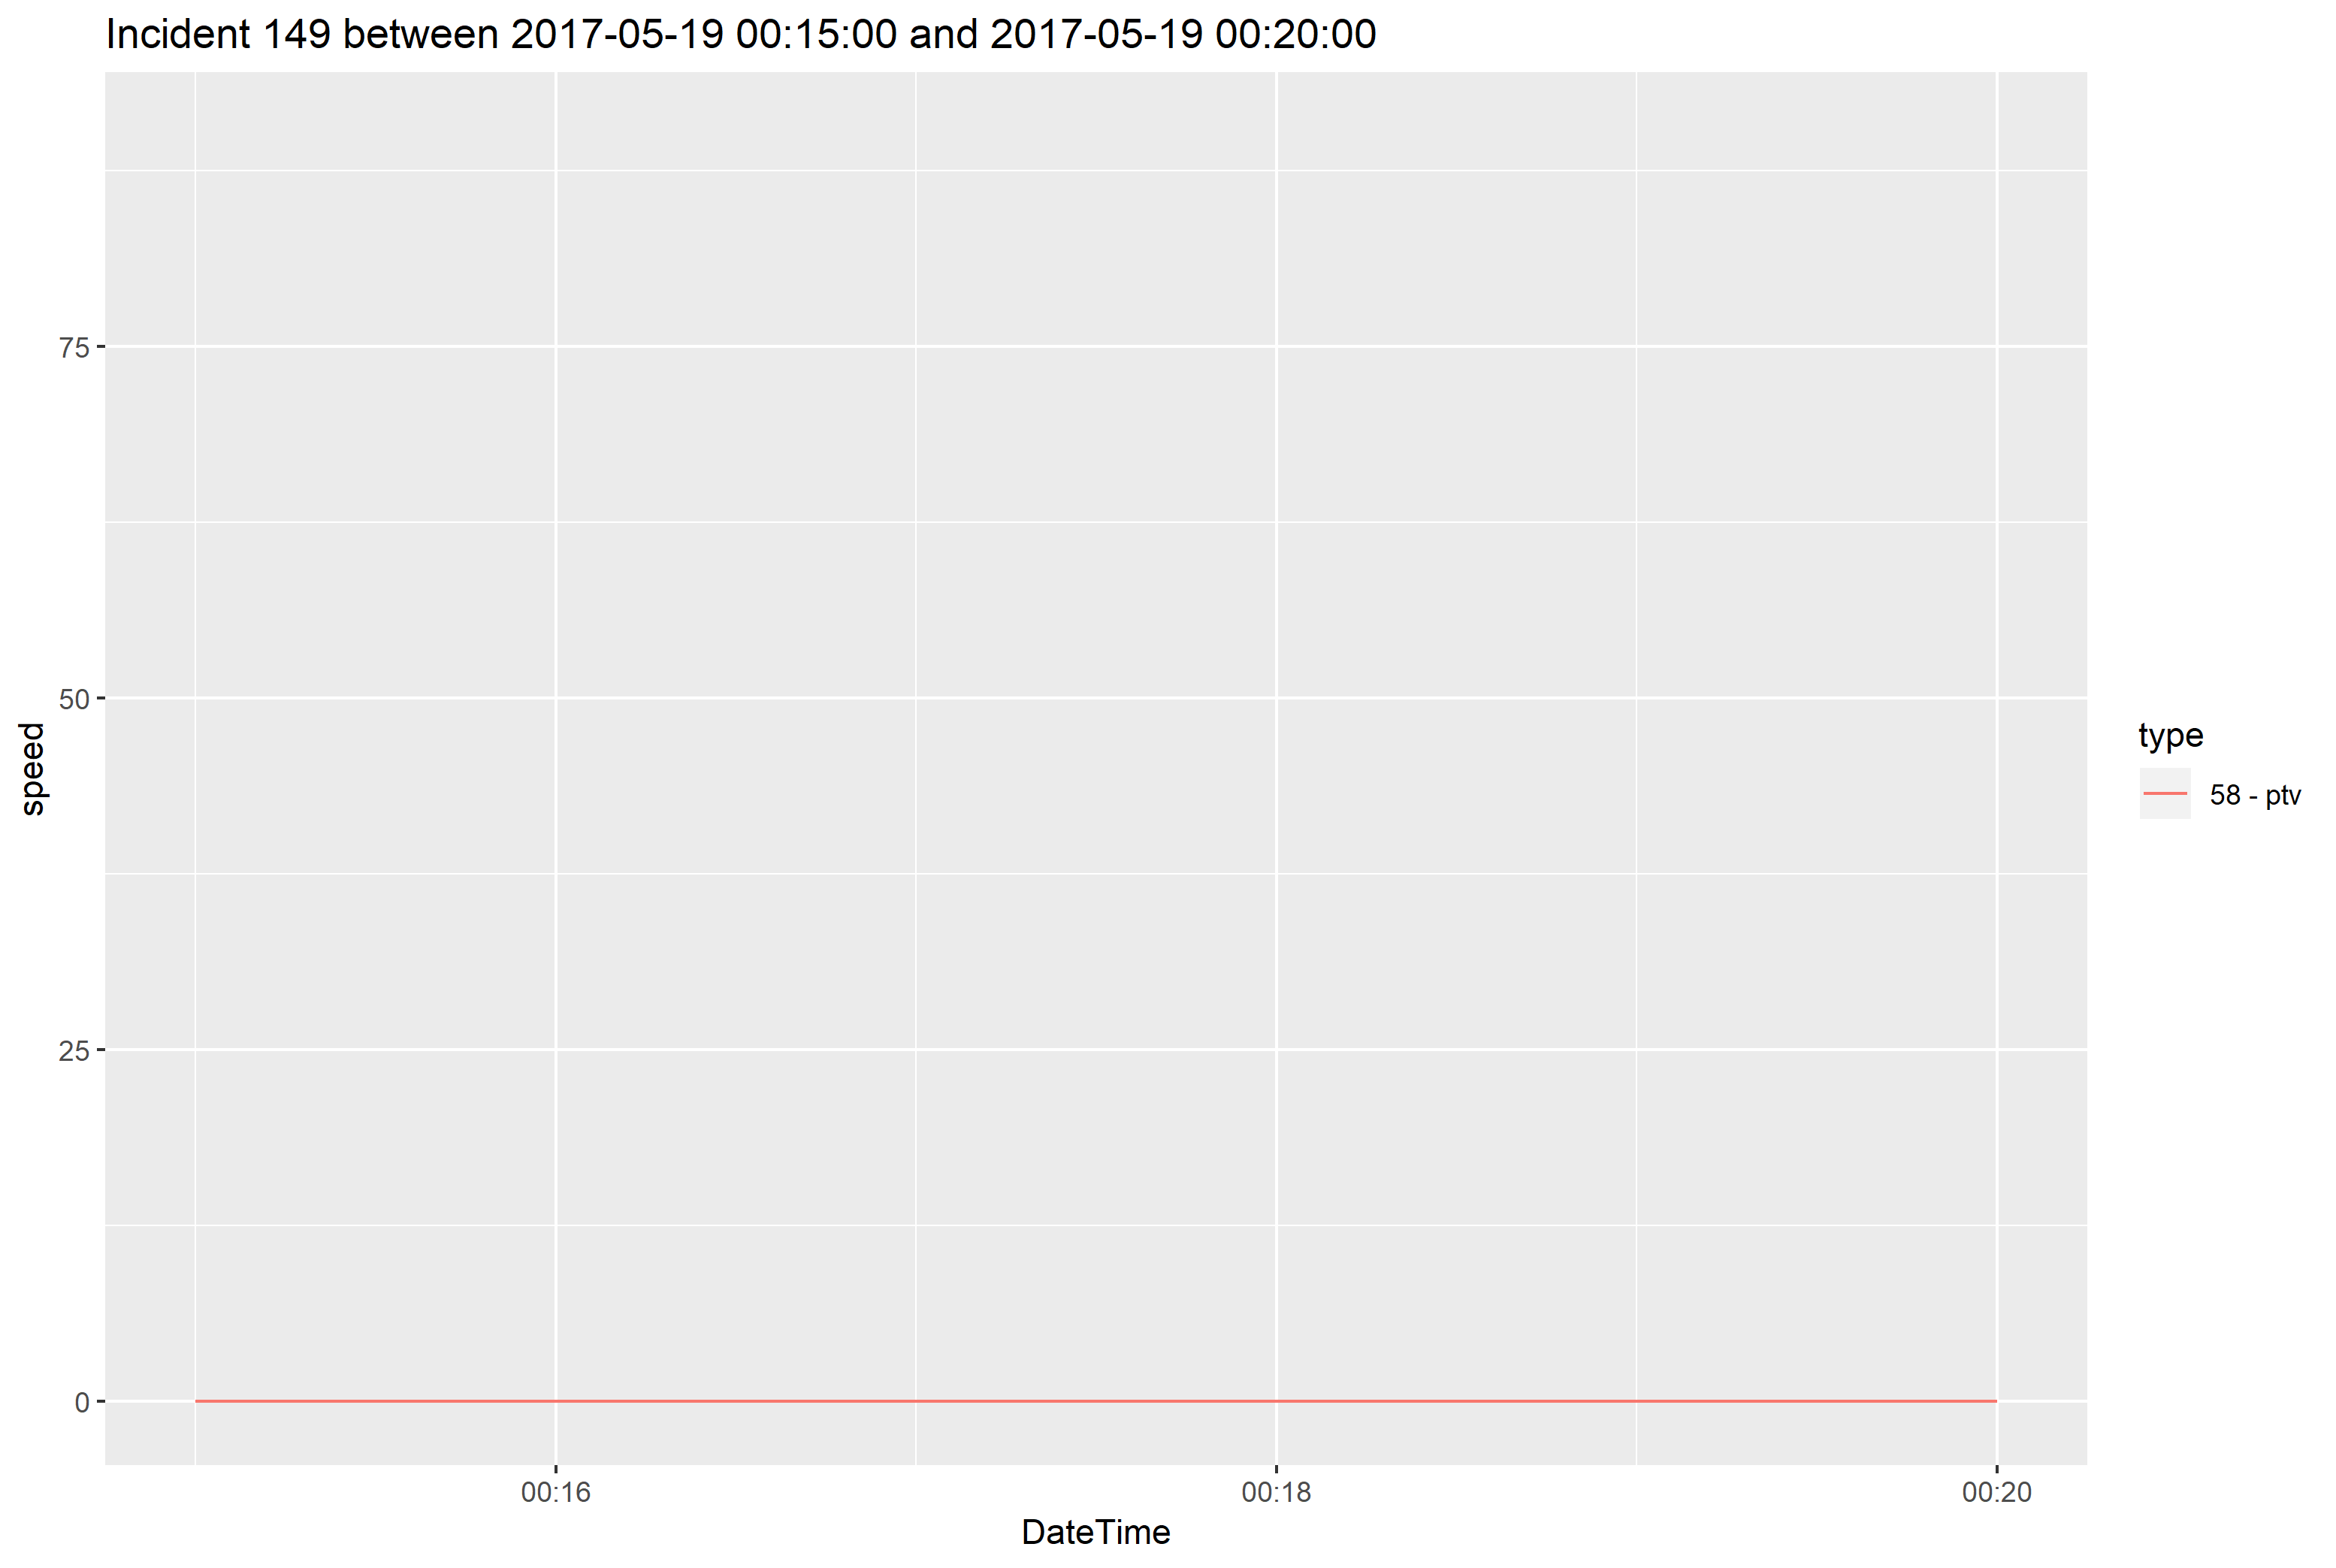 Incident 149 between 2017-05-19 00:15:00 and 2017-05-19 00:20:00
75
50
25
0
speed
00:16 00:18 00:20
DateTime
type
58 - ptv